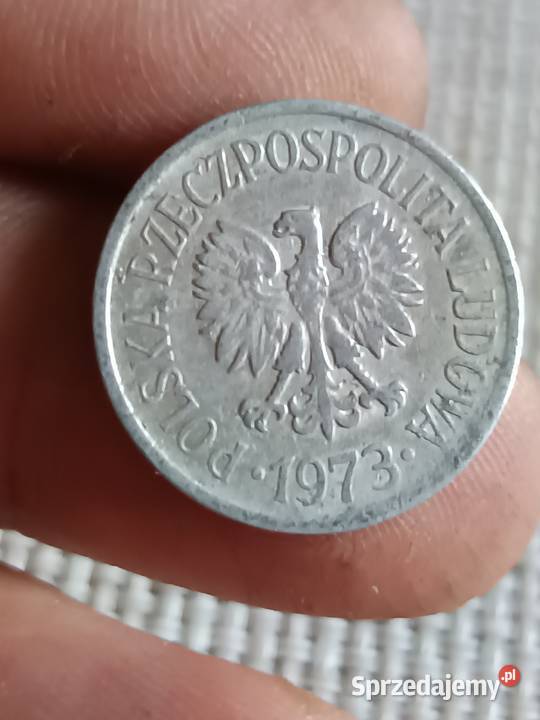 POLSKA RZECZPOSPOLITA LUDOWA
· 1973 ·
Sprzedajemy.pl